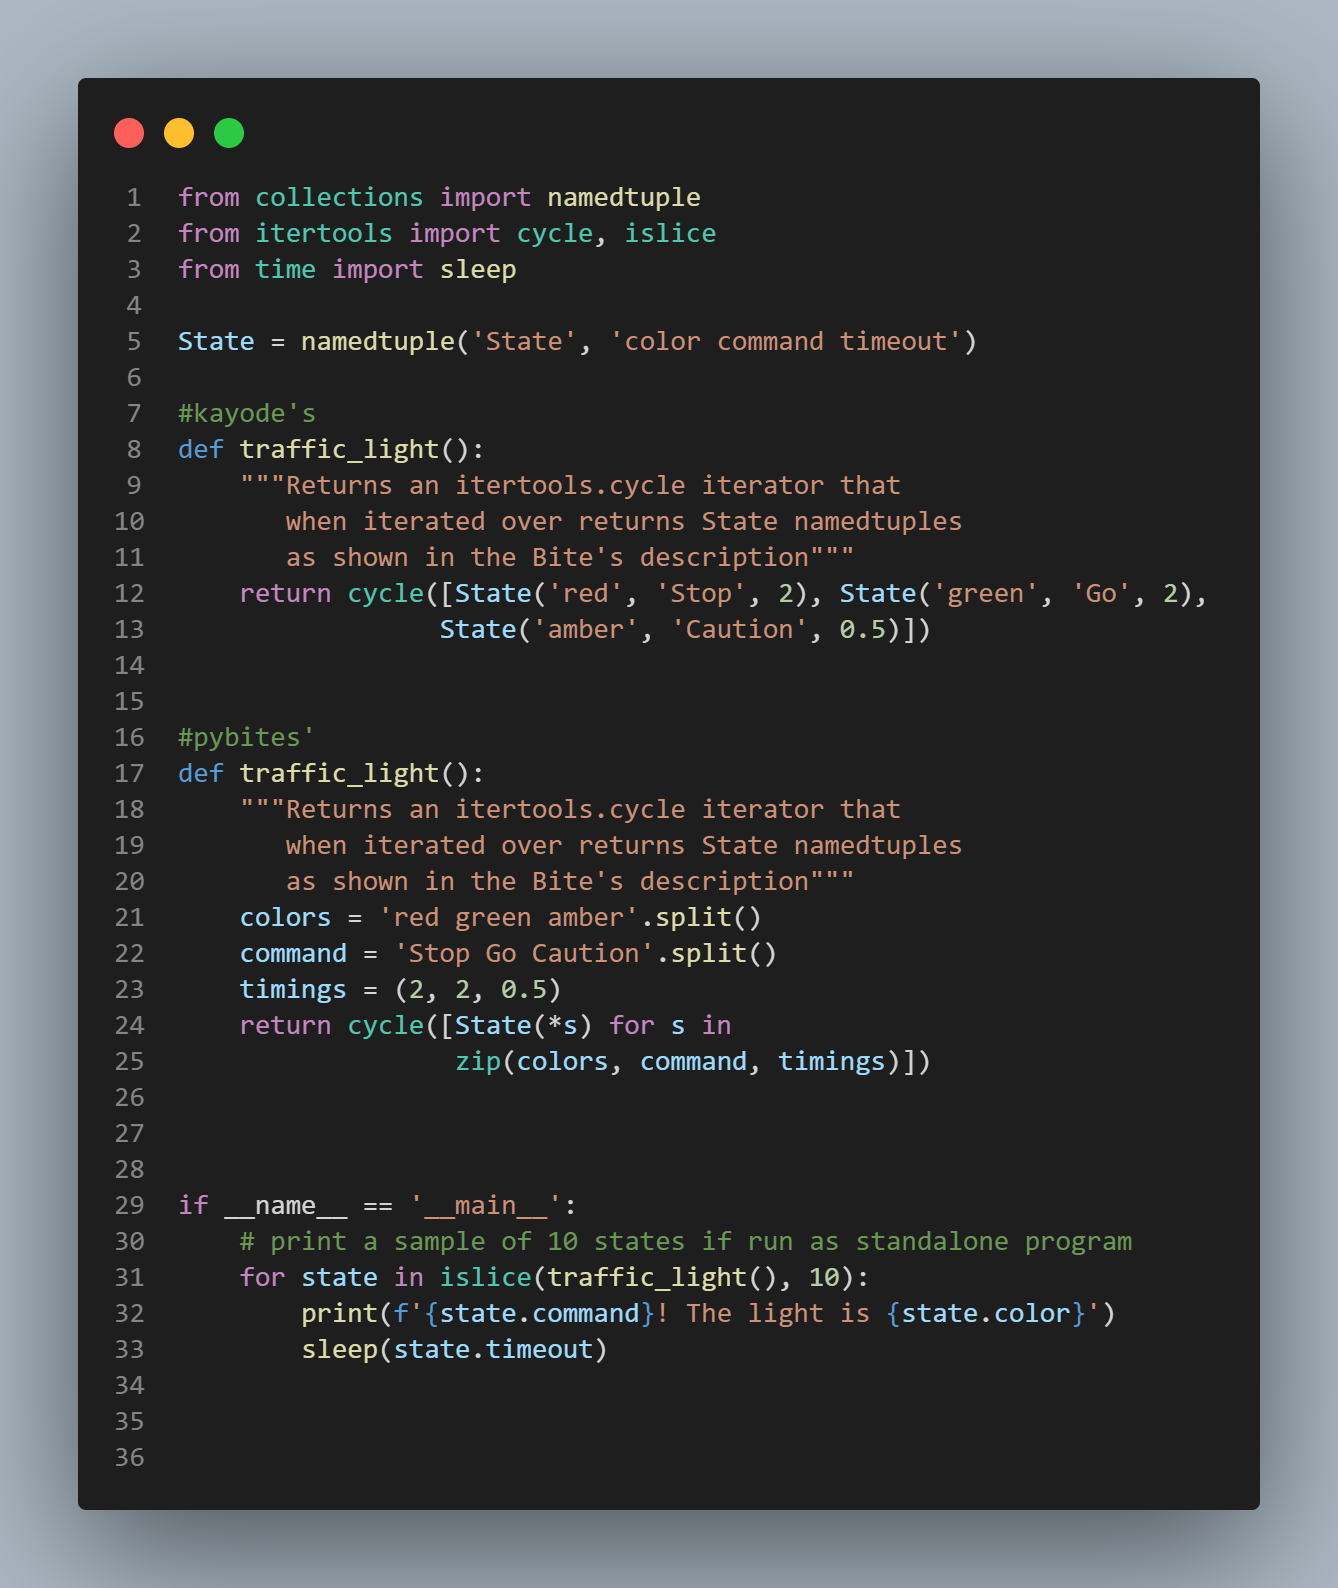 1 from collections import namedtuple
2 from itertools import cycle, islice
3 from time import sleep
4
5 State = namedtuple('State', 'color command timeout')
6
7 #kayode's
8 def traffic_light():
9     """Returns an itertools.cycle iterator that
10        when iterated over returns State namedtuples
11        as shown in the Bite's description"""
12     return cycle([State('red', 'Stop', 2), State('green', 'Go', 2),
13                  State('amber', 'Caution', 0.5)])
14
15
16 #pybites'
17 def traffic_light():
18     """Returns an itertools.cycle iterator that
19        when iterated over returns State namedtuples
20        as shown in the Bite's description"""
21     colors = 'red green amber'.split()
22     command = 'Stop Go Caution'.split()
23     timings = (2, 2, 0.5)
24     return cycle([State(*s) for s in
25                   zip(colors, command, timings)])
26
27
28
29 if __name__ == '__main__':
30     # print a sample of 10 states if run as standalone program
31     for state in islice(traffic_light(), 10):
32         print(f'{state.command}! The light is {state.color}')
33         sleep(state.timeout)
34
35
36